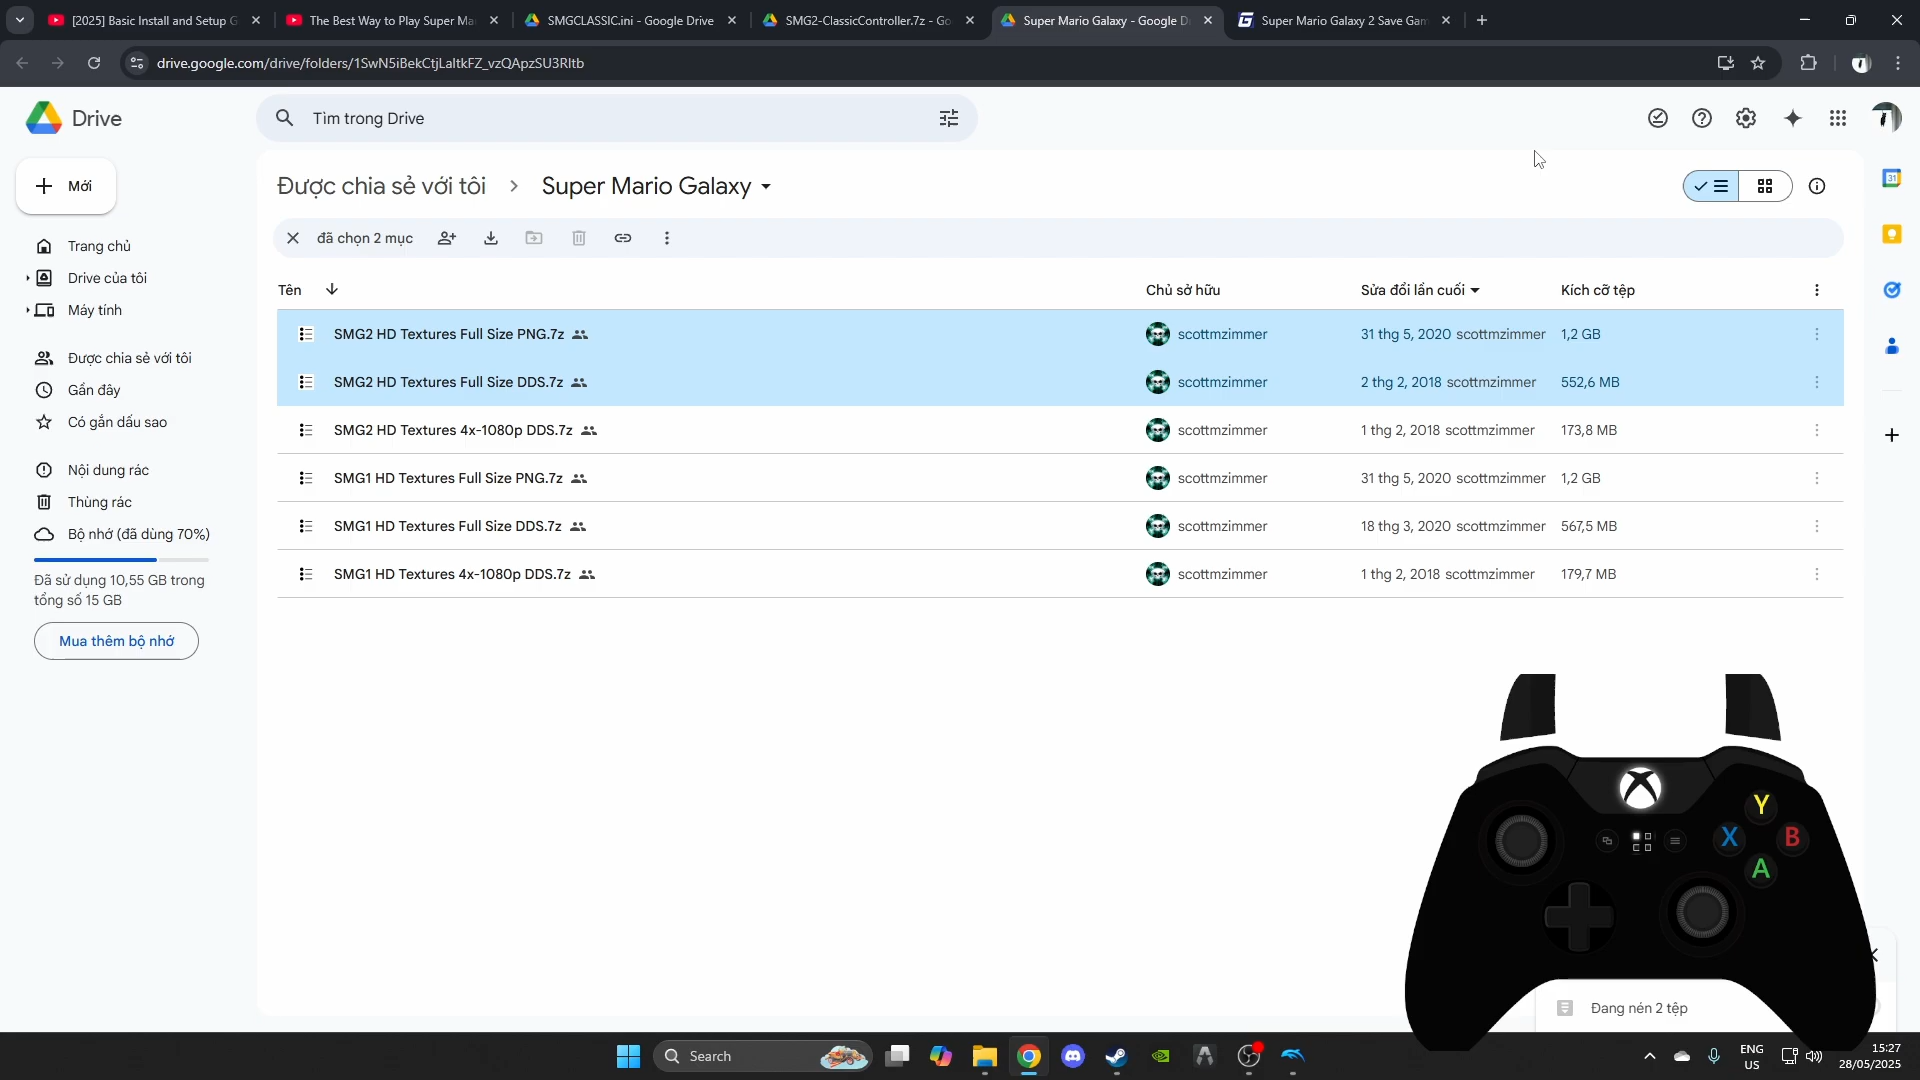 [2025] Basic Install and Setup G
The Best Way to Play Super Ma
SMGCLASSIC.ini - Google Drive
SMG2-ClassicController.7z - Go
Super Mario Galaxy - Google D
Super Mario Galaxy 2 Save Gam
drive.google.com/drive/folders/1SwN5iBekCtjLaltkFZ_vzQApzSU3Rltb
Drive
Tìm trong Drive
Mới
Được chia sẻ với tôi > Super Mario Galaxy
đã chọn 2 mục
Trang chủ
Drive của tôi
Máy tính
Được chia sẻ với tôi
Gần đây
Có gắn dấu sao
Nội dung rác
Thùng rác
Bộ nhớ (đã dùng 70%)
Đã sử dụng 10,55 GB trong
tổng số 15 GB
Mua thêm bộ nhớ
Tên Chủ sở hữu Sửa đổi lần cuối Kích cỡ tệp
SMG2 HD Textures Full Size PNG.7z scottmzimmer 31 thg 5, 2020 scottmzimmer 1,2 GB
SMG2 HD Textures Full Size DDS.7z scottmzimmer 2 thg 2, 2018 scottmzimmer 552,6 MB
SMG2 HD Textures 4x-1080p DDS.7z scottmzimmer 1 thg 2, 2018 scottmzimmer 173,8 MB
SMG1 HD Textures Full Size PNG.7z scottmzimmer 31 thg 5, 2020 scottmzimmer 1,2 GB
SMG1 HD Textures Full Size DDS.7z scottmzimmer 18 thg 3, 2020 scottmzimmer 567,5 MB
SMG1 HD Textures 4x-1080p DDS.7z scottmzimmer 1 thg 2, 2018 scottmzimmer 179,7 MB
31
Y
X
B
A
Đang nén 2 tệp
Search
ENG
US
15:27
28/05/2025